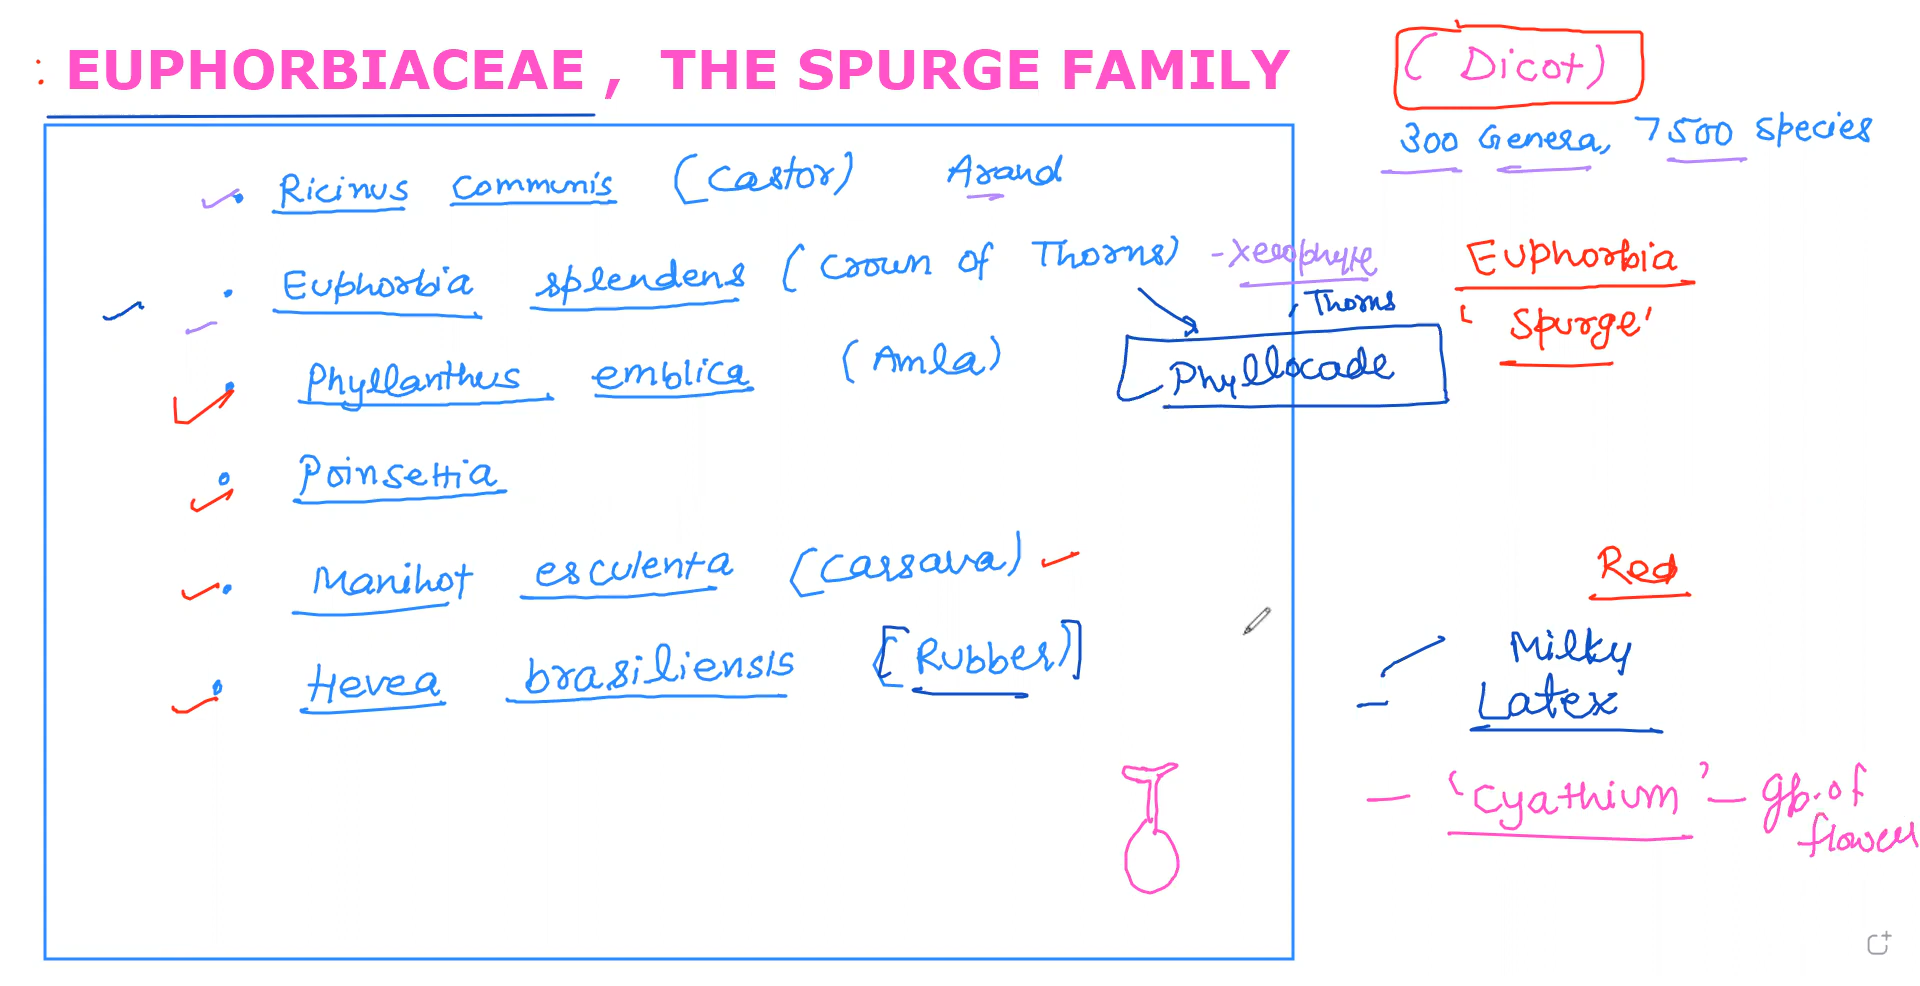 : EUPHORBIACEAE , THE SPURGE FAMILY
( Dicot)
300 Genera, 7500 Species
• Ricinus communis (Castor) Arand
• Euphorbia splendens (Crown of Thorns) - Xerophyte
, Thorns
Phyllocade
Euphorbia
' Spurge'
• Phyllanthus emblica (Amla)
• Poinsettia
• Manihot esculenta (Cassava)
• Hevea brasiliensis [(Rubber)]
Red
Milky
- Latex
- 'Cyathium' - gp. of
flower